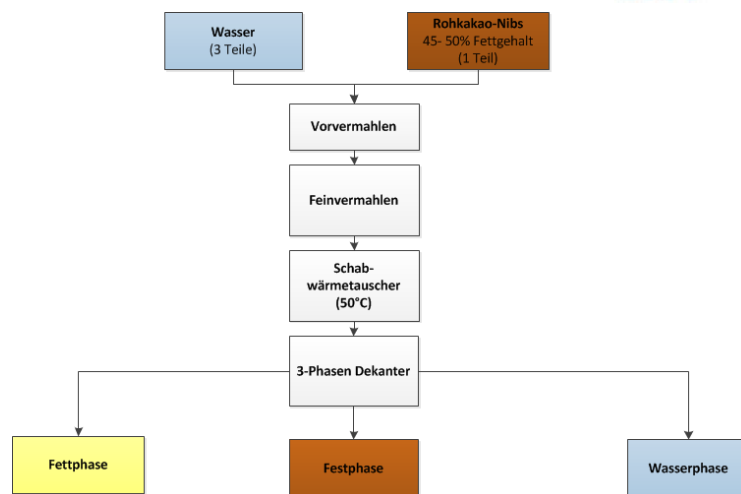 Wasser
(3 Teile)
Rohkakao-Nibs
45- 50% Fettgehalt
(1 Teil)
Vorvermahlen
Feinvermahlen
Schab-
wärmetauscher
(50°C)
3-Phasen Dekanter
Fettphase
Festphase
Wasserphase